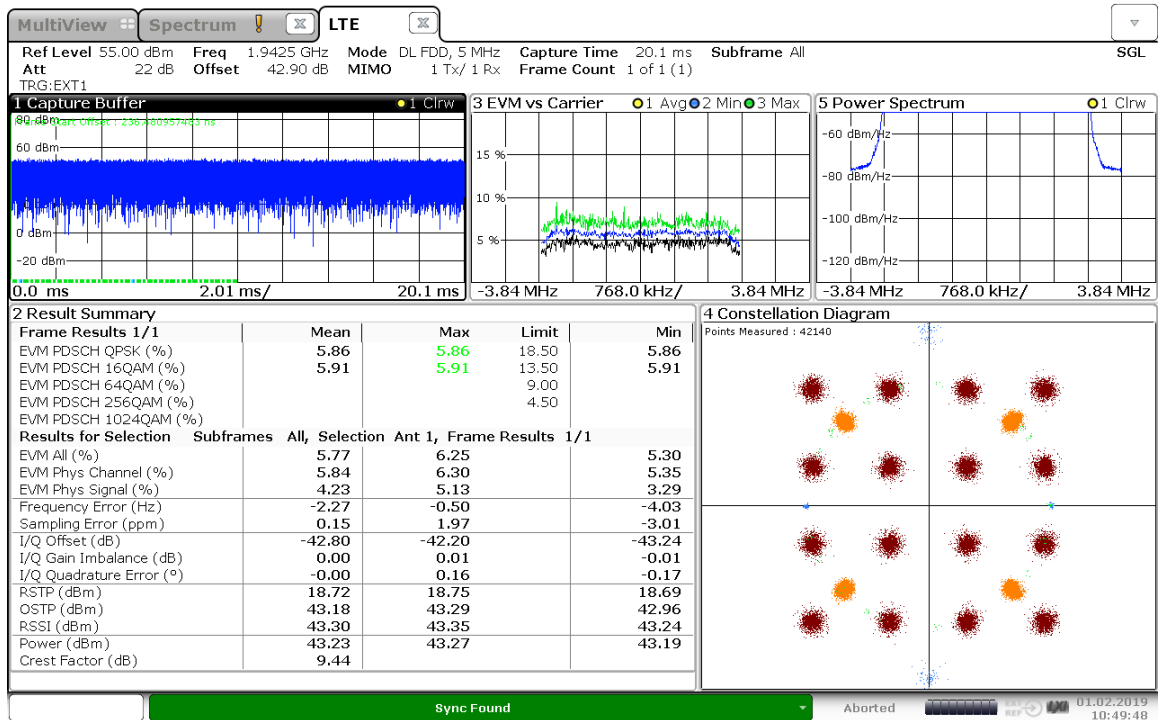 MultiView Spectrum LTE
Ref Level 55.00 dBm Freq 1.9425 GHz Mode DL FDD, 5 MHz Capture Time 20.1 ms Subframe All SGL
Att 22 dB Offset 42.90 dB MIMO 1 Tx/ 1 Rx Frame Count 1 of 1 (1)
TRG:EXT1
1 Capture Buffer 1 Clrw
80 dBm
Frame Start Offset : 236.480957483 ns
60 dBm
0 dBm
-20 dBm
0.0 ms 2.01 ms/ 20.1 ms
3 EVM vs Carrier 1 Avg 2 Min 3 Max
15 %
10 %
5 %
-3.84 MHz 768.0 kHz/ 3.84 MHz
5 Power Spectrum 1 Clrw
-60 dBm/Hz
-80 dBm/Hz
-100 dBm/Hz
-120 dBm/Hz
-3.84 MHz 768.0 kHz/ 3.84 MHz
2 Result Summary
Frame Results 1/1 Mean Max Limit Min
EVM PDSCH QPSK (%) 5.86 5.86 18.50 5.86
EVM PDSCH 16QAM (%) 5.91 5.91 13.50 5.91
EVM PDSCH 64QAM (%) 9.00
EVM PDSCH 256QAM (%) 4.50
EVM PDSCH 1024QAM (%)
Results for Selection Subframes All, Selection Ant 1, Frame Results 1/1
EVM All (%) 5.77 6.25 5.30
EVM Phys Channel (%) 5.84 6.30 5.35
EVM Phys Signal (%) 4.23 5.13 3.29
Frequency Error (Hz) -2.27 -0.50 -4.03
Sampling Error (ppm) 0.15 1.97 -3.01
I/Q Offset (dB) -42.80 -42.20 -43.24
I/Q Gain Imbalance (dB) 0.00 0.01 -0.01
I/Q Quadrature Error (º) -0.00 0.16 -0.17
RSTP (dBm) 18.72 18.75 18.69
OSTP (dBm) 43.18 43.29 42.96
RSSI (dBm) 43.30 43.35 43.24
Power (dBm) 43.23 43.27 43.19
Crest Factor (dB) 9.44
4 Constellation Diagram
Points Measured : 42140
Sync Found
Aborted
EXT
REF
LXI
01.02.2019
10:49:48